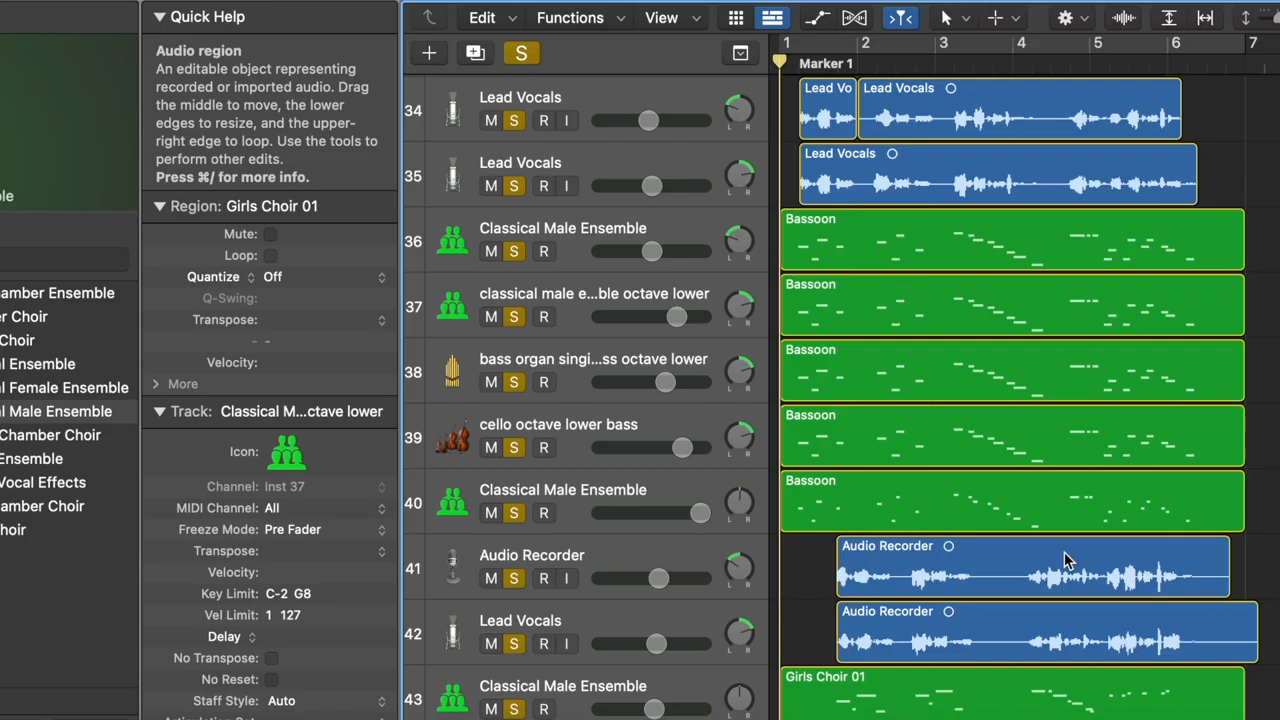 Quick Help
Audio region
An editable object representing
recorded or imported audio. Drag
the middle to move, the lower
edges to resize, and the upper-
right edge to loop. Use the tools to
perform other edits.
Press ⌘/ for more info.
Region: Girls Choir 01
Mute:
Loop:
Quantize Off
Q-Swing:
Transpose:
- -
Velocity:
More
Track: Classical M...ctave lower
Icon:
Channel: Inst 37
MIDI Channel: All
Freeze Mode: Pre Fader
Transpose:
Velocity:
Key Limit: C-2 G8
Vel Limit: 1 127
Delay
No Transpose:
No Reset:
Staff Style: Auto
ble
amber Ensemble
er Choir
Choir
al Ensemble
al Female Ensemble
al Male Ensemble
Chamber Choir
Ensemble
Vocal Effects
amber Choir
hoir
Edit Functions View
S
1 2 3 4 5 6 7
Marker 1
34 Lead Vocals
M S R I
L R
Lead Vo Lead Vocals
35 Lead Vocals
M S R I
L R
Lead Vocals
36 Classical Male Ensemble
M S R
L R
Bassoon
37 classical male e...ble octave lower
M S R
L R
Bassoon
38 bass organ singi...ss octave lower
M S R
L R
Bassoon
39 cello octave lower bass
M S R
L R
Bassoon
40 Classical Male Ensemble
M S R
L R
Bassoon
41 Audio Recorder
M S R I
L R
Audio Recorder
42 Lead Vocals
M S R I
L R
Audio Recorder
43 Classical Male Ensemble
M S R
L R
Girls Choir 01